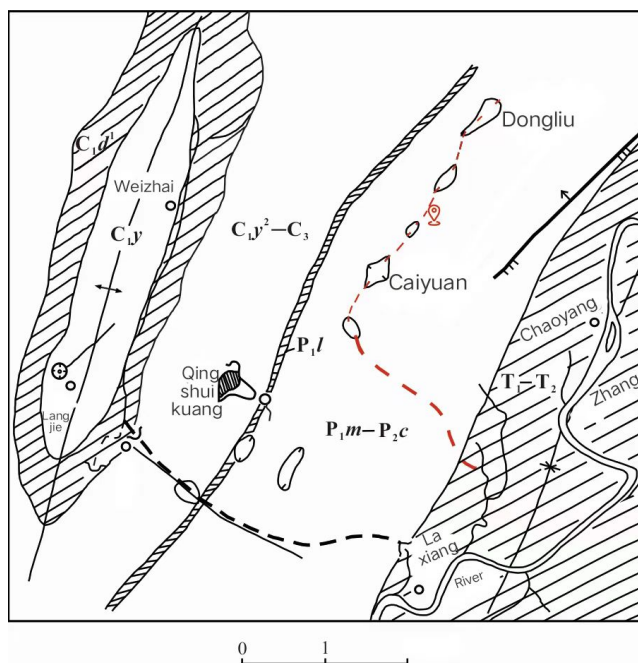 Dongliu
C₁d¹
Weizhai
C₁y
C₁y²–C₃
Caiyuan
Chaoyang
P₁l
Qing
shui
kuang
Zhang
T₁–T₂
Lang
jie
P₁m–P₂c
La
xiang
River
0 1